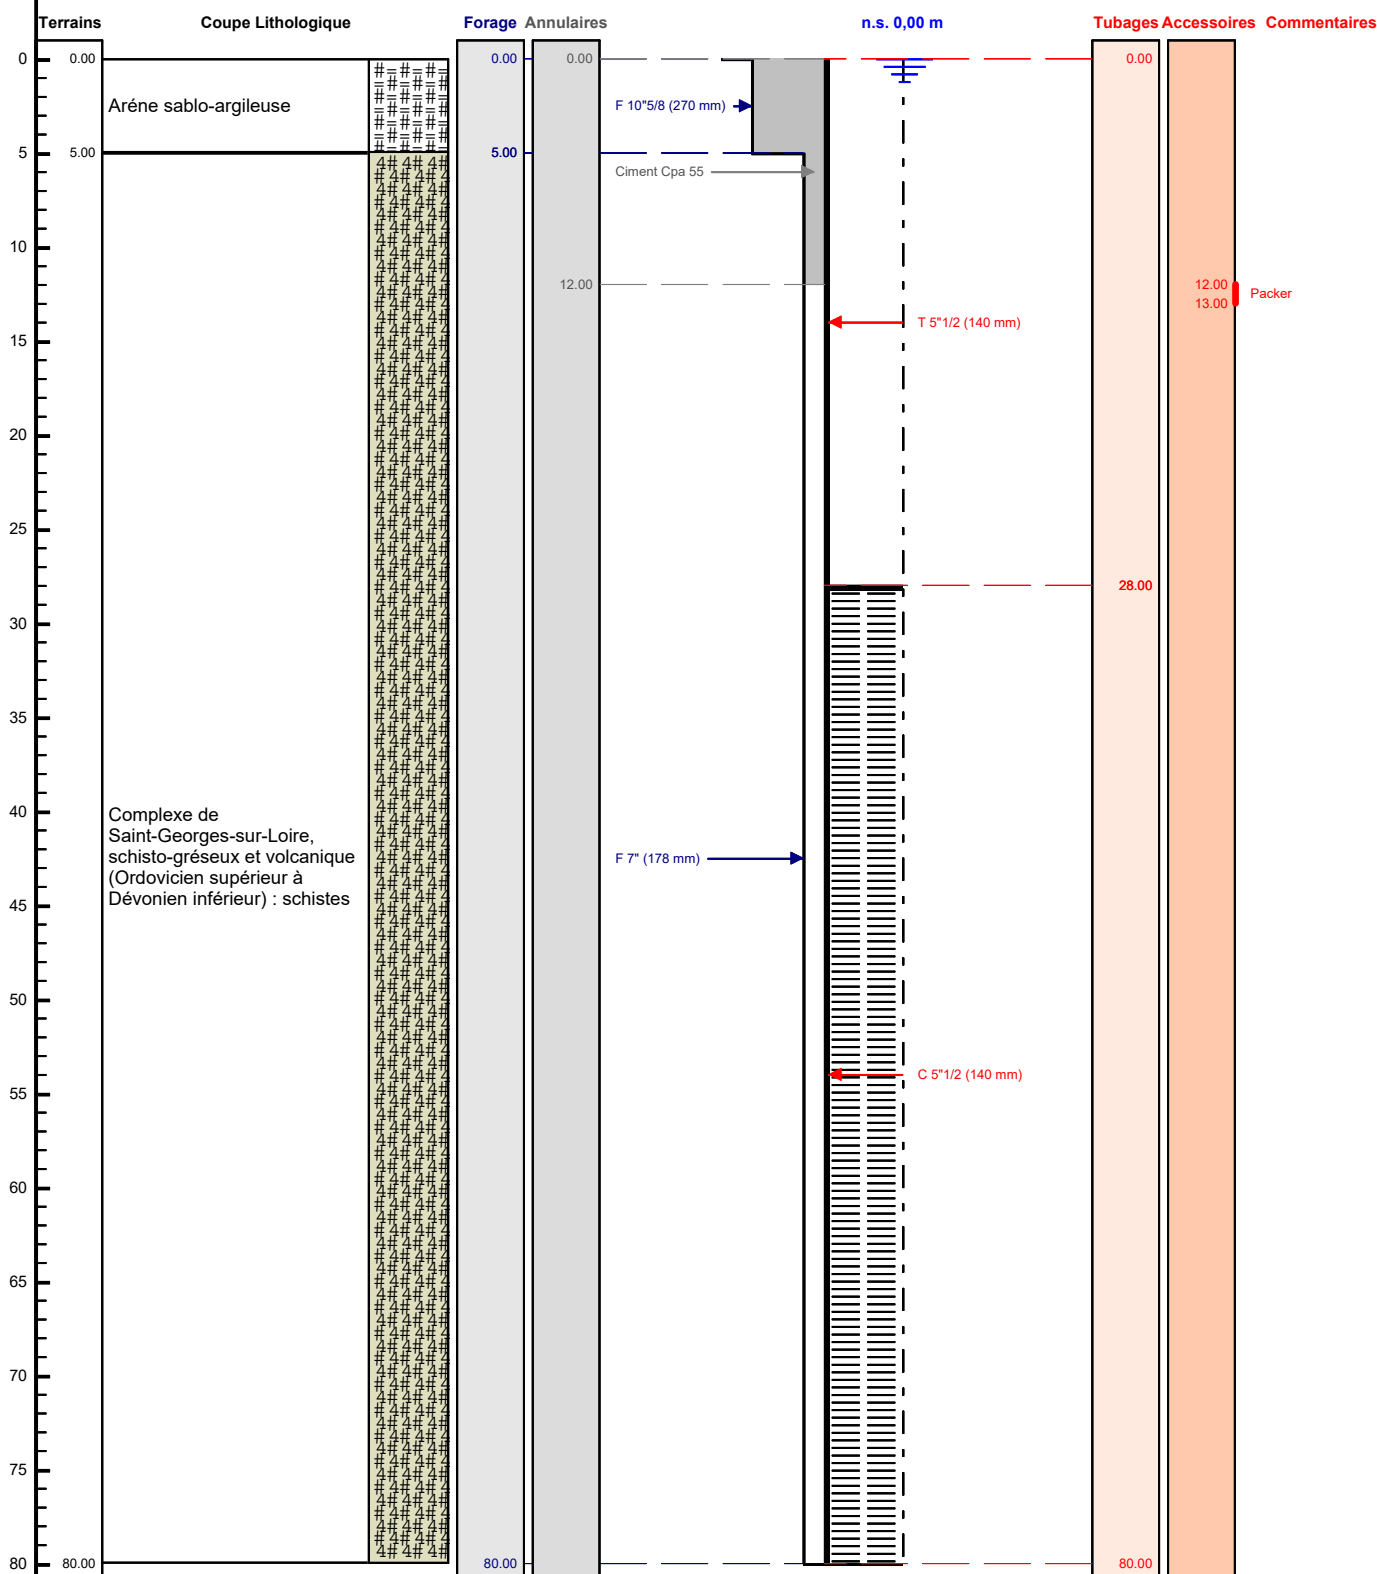 Terrains Coupe Lithologique Forage Annulaires n.s. 0,00 m Tubages Accessoires Commentaires
0 0.00 0.00 0.00 0.00
Aréne sablo-argileuse F 10"5/8 (270 mm)
5 5.00 5.00
Ciment Cpa 55
10
12.00 12.00
Packer
13.00
T 5"1/2 (140 mm)
15
20
25
28.00
30
35
40
Complexe de
Saint-Georges-sur-Loire,
schisto-gréseux et volcanique
(Ordovicien supérieur à
Dévonien inférieur) : schistes
F 7" (178 mm)
45
50
C 5"1/2 (140 mm)
55
60
65
70
75
80 80.00 80.00 80.00